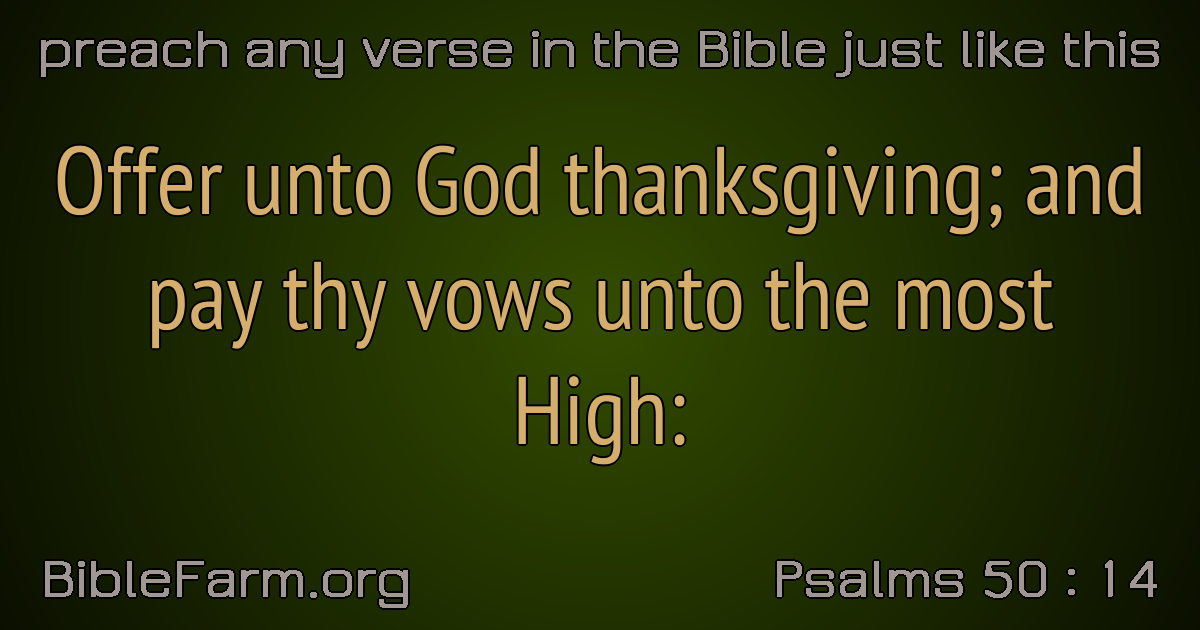 preach any verse in the Bible just like this
Offer unto God thanksgiving; and
pay thy vows unto the most
High:
BibleFarm.org
Psalms 50 : 14